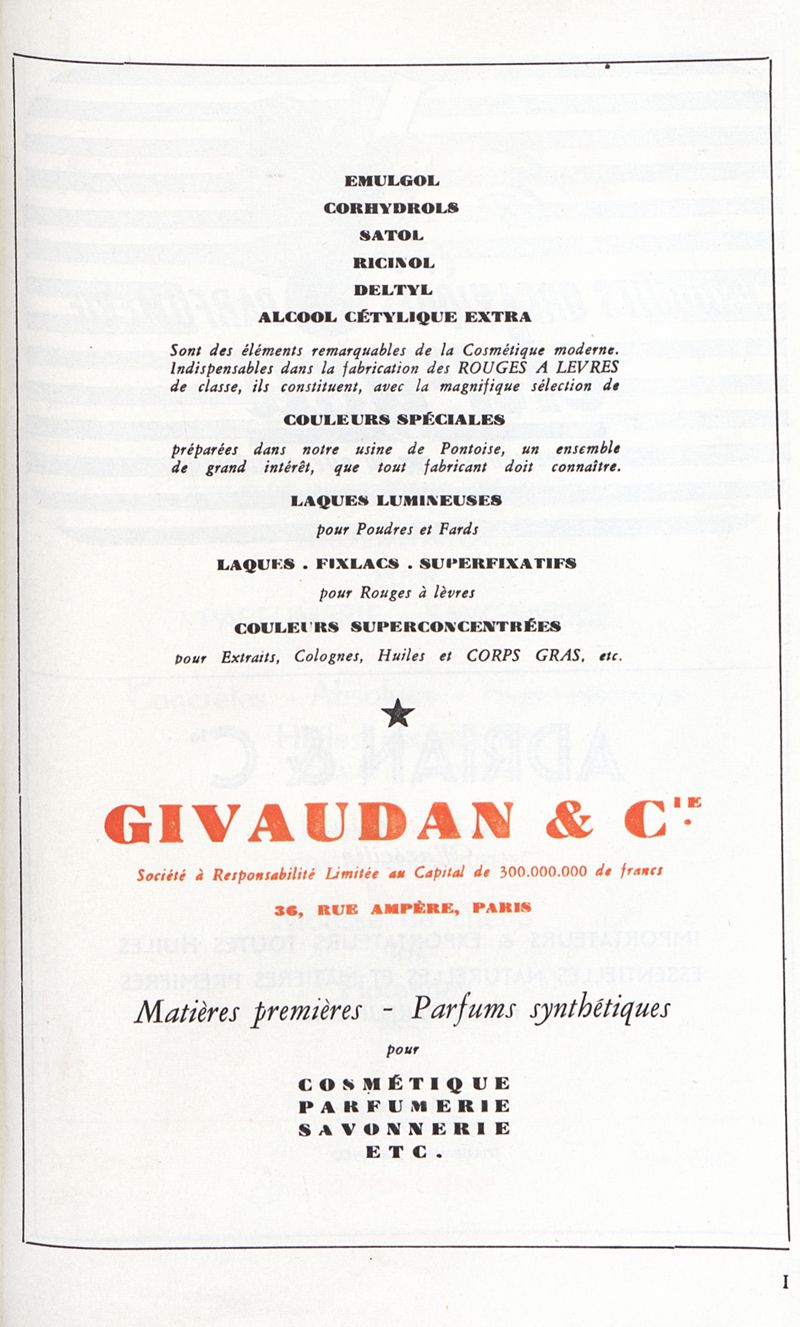 EMULGOL
CORHYDROLS
SATOL
RICINOL
DELTYL
ALCOOL CÉTYLIQUE EXTRA
Sont des éléments remarquables de la Cosmétique moderne.
Indispensables dans la fabrication des ROUGES A LEVRES
de classe, ils constituent, avec la magnifique sélection de
COULEURS SPÉCIALES
préparées dans notre usine de Pontoise, un ensemble
de grand intérêt, que tout fabricant doit connaître.
LAQUES LUMINEUSES
pour Poudres et Fards
LAQUES . FIXLACS . SUPERFIXATIFS
pour Rouges à lèvres
COULEURS SUPERCONCENTRÉES
pour Extraits, Colognes, Huiles et CORPS GRAS, etc.
GIVAUDAN & CIE.
Société à Responsabilité Limitée au Capital de 300.000.000 de francs
36, RUE AMPÈRE, PARIS
Matières premières - Parfums synthétiques
pour
COSMÉTIQUE
PARFUMERIE
SAVONNERIE
ETC.
I